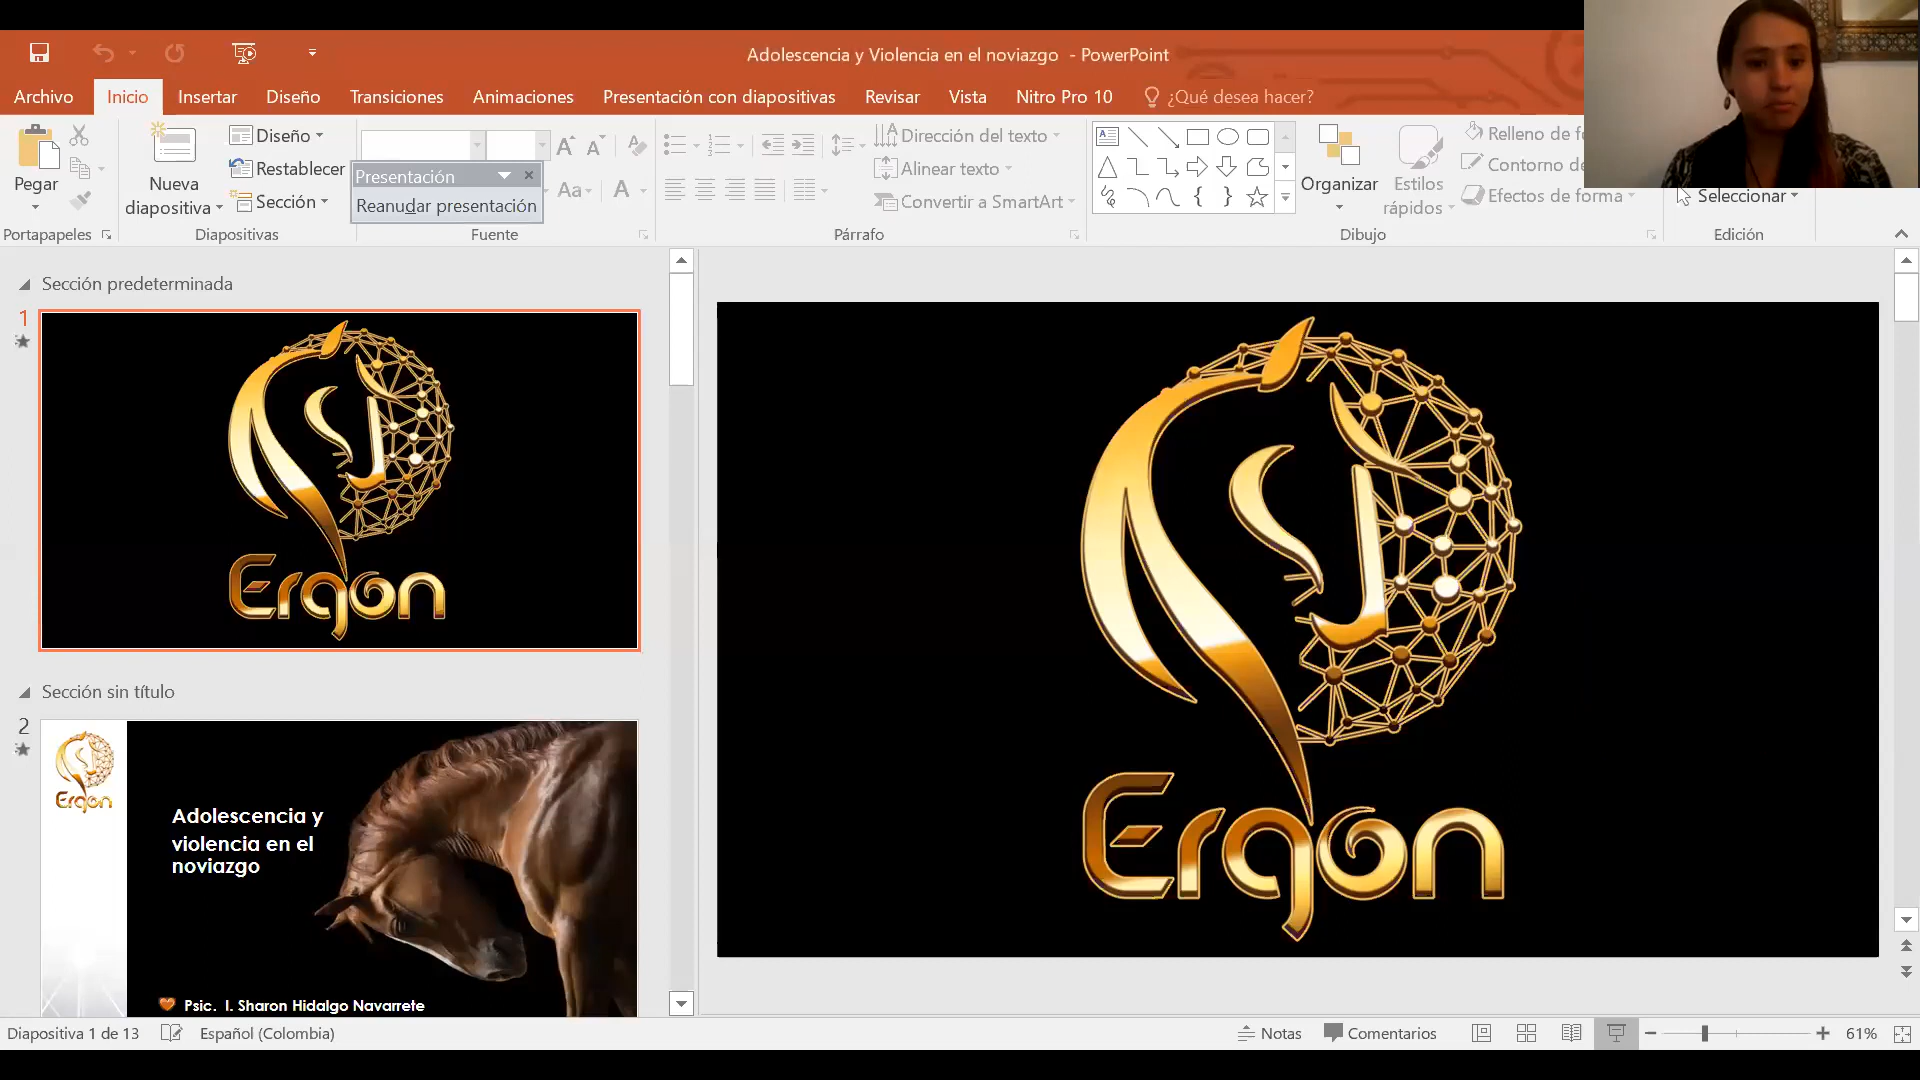 Adolescencia y Violencia en el noviazgo - PowerPoint
Archivo
Inicio
Insertar
Diseño
Transiciones
Animaciones
Presentación con diapositivas
Revisar
Vista
Nitro Pro 10
¿Qué desea hacer?
Pegar
Portapapeles
Nueva
diapositiva
Diseño
Restablecer
Sección
Diapositivas
Presentación
Reanudar presentación
Aa
A
Fuente
Dirección del texto
Alinear texto
Convertir a SmartArt
Párrafo
Organizar
Estilos
rápidos
Relleno de f
Contorno de
Efectos de forma
Dibujo
Seleccionar
Edición
Sección predeterminada
1
Ergon
Sección sin título
2
Ergon
Adolescencia y
violencia en el
noviazgo
Psic. I. Sharon Hidalgo Navarrete
Ergon
Diapositiva 1 de 13
Español (Colombia)
Notas
Comentarios
61%